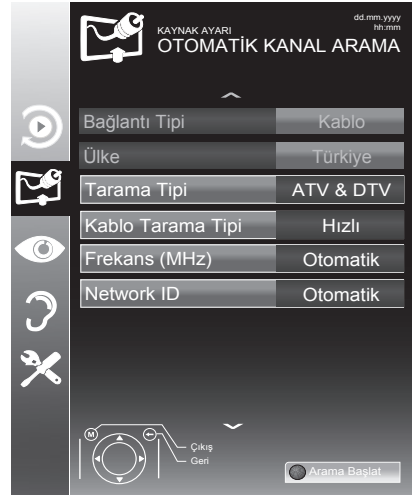 dd.mm.yyyy
hh:mm
KAYNAK AYARI
OTOMATİK KANAL ARAMA
Bağlantı Tipi Kablo
Ülke Türkiye
Tarama Tipi ATV & DTV
Kablo Tarama Tipi Hızlı
Frekans (MHz) Otomatik
Network ID Otomatik
M
Çıkış
Geri
Arama Başlat